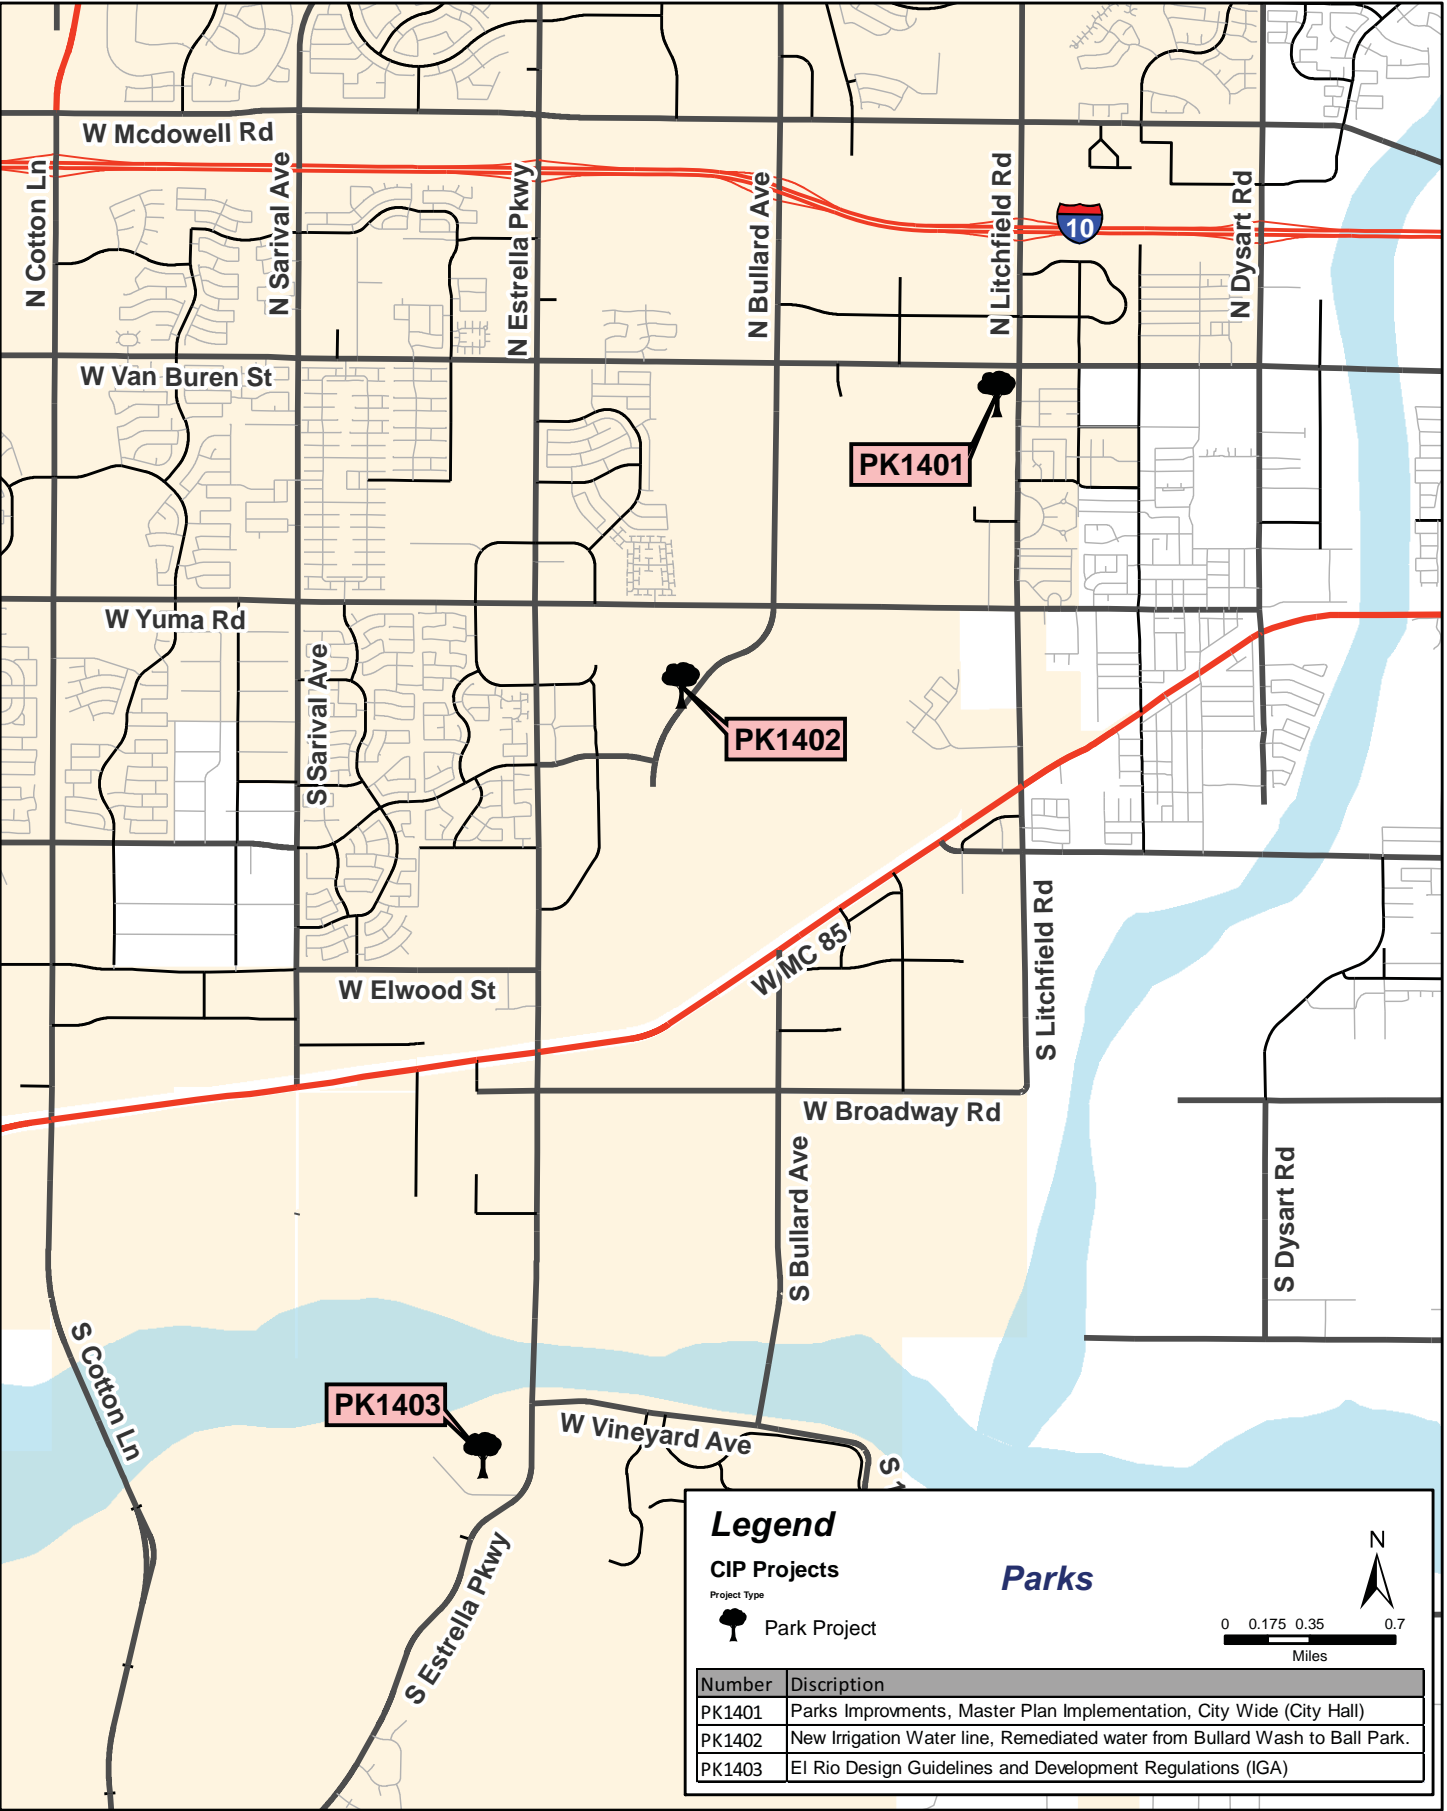 W Mcdowell Rd
N Cotton Ln
N Sarival Ave
N Estrella Pkwy
N Bullard Ave
N Litchfield Rd
10
N Dysart Rd
W Van Buren St
PK1401
W Yuma Rd
S Sarival Ave
PK1402
W MC 85
S Litchfield Rd
W Elwood St
W Broadway Rd
S Bullard Ave
S Dysart Rd
S Cotton Ln
PK1403
W Vineyard Ave
S
S Estrella Pkwy
Legend
CIP Projects
Project Type
Park Project
Parks
N
0 0.175 0.35 0.7
Miles
Number Discription
PK1401 Parks Improvments, Master Plan Implementation, City Wide (City Hall)
PK1402 New Irrigation Water line, Remediated water from Bullard Wash to Ball Park.
PK1403 El Rio Design Guidelines and Development Regulations (IGA)